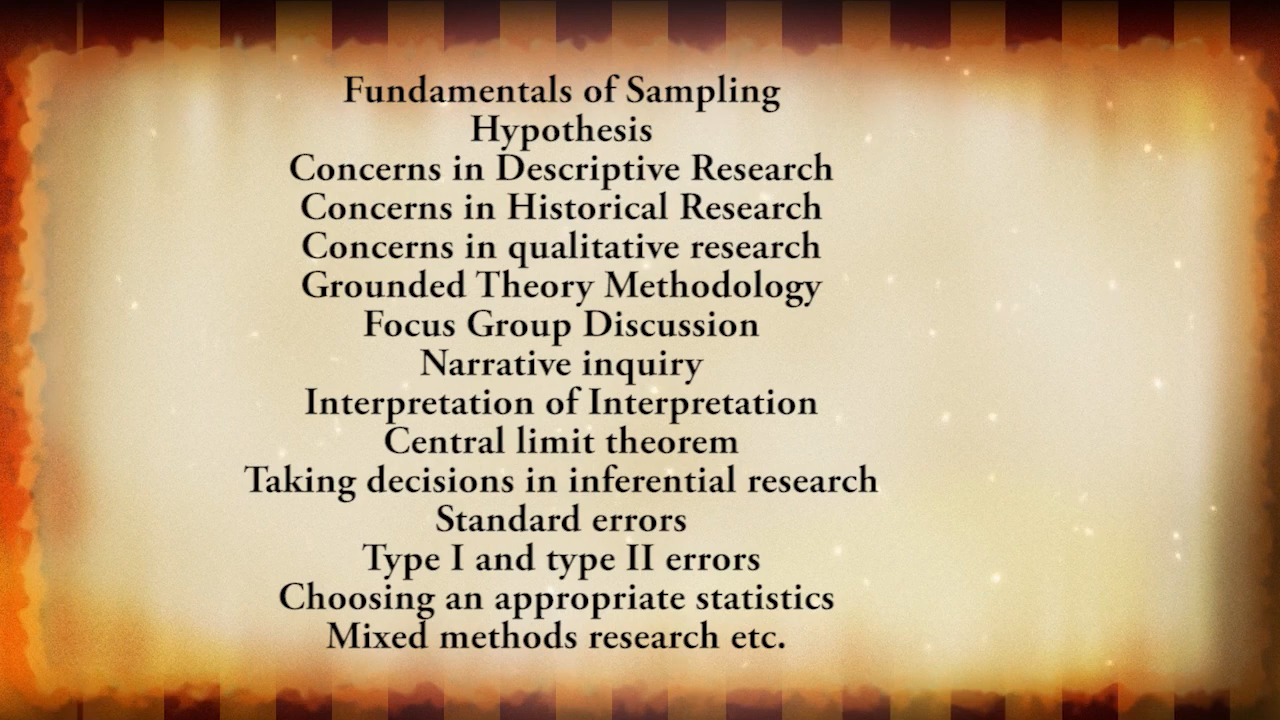 Fundamentals of Sampling
Hypothesis
Concerns in Descriptive Research
Concerns in Historical Research
Concerns in qualitative research
Grounded Theory Methodology
Focus Group Discussion
Narrative inquiry
Interpretation of Interpretation
Central limit theorem
Taking decisions in inferential research
Standard errors
Type I and type II errors
Choosing an appropriate statistics
Mixed methods research etc.